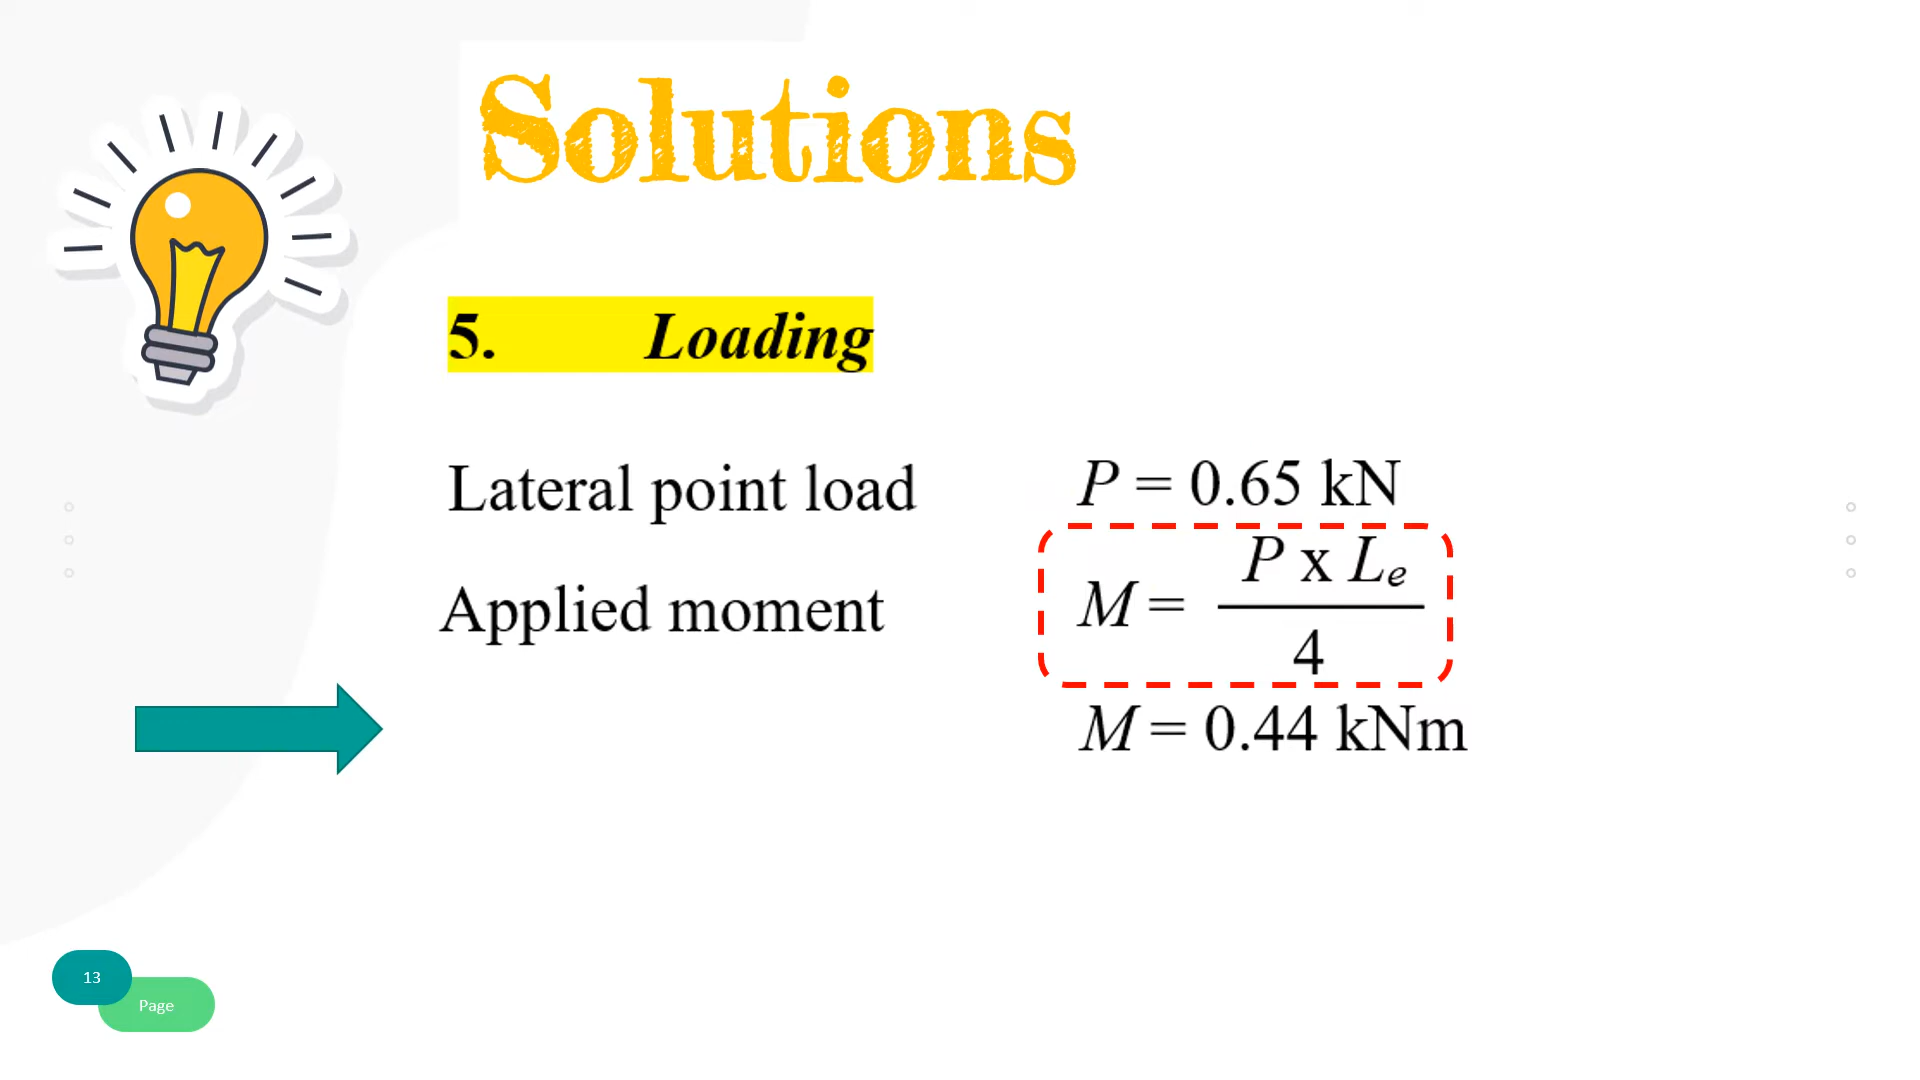 Solutions
5. Loading
Lateral point load P = 0.65 kN
Applied moment M = P x Lₑ / 4
M = 0.44 kNm
13
Page